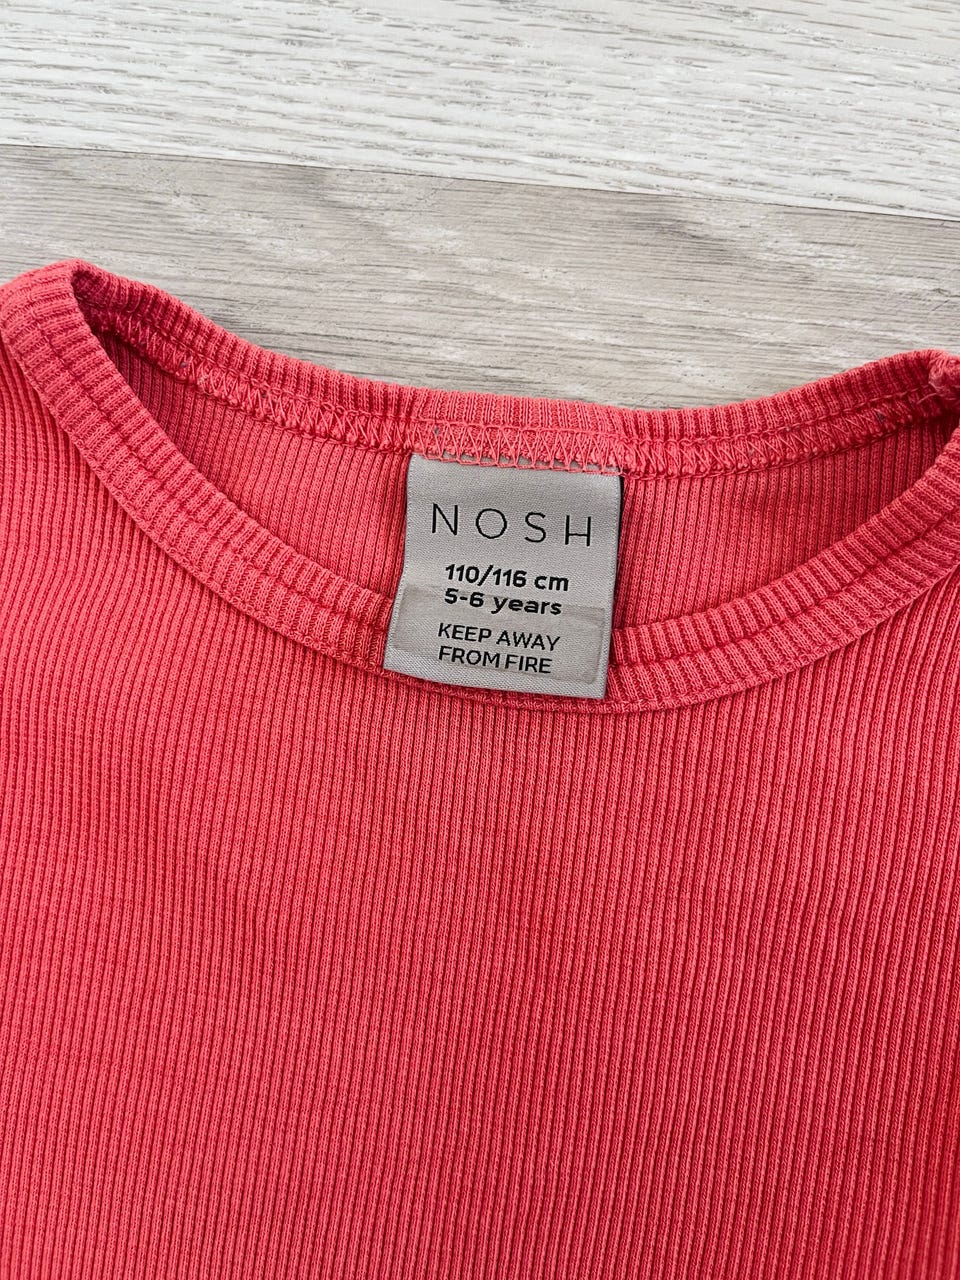 NOSH
110/116 cm
5-6 years
KEEP AWAY
FROM FIRE